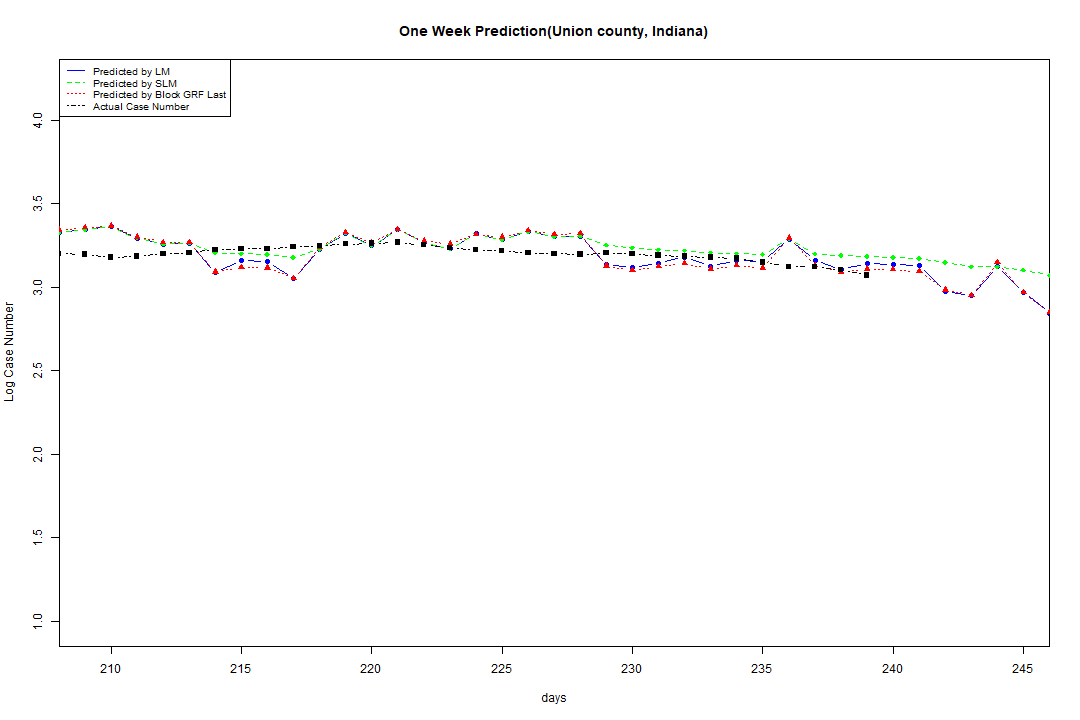 One Week Prediction(Union county, Indiana)
Predicted by LM
Predicted by SLM
Predicted by Block GRF Last
Actual Case Number
4.0
3.5
3.0
2.5
2.0
1.5
1.0
Log Case Number
210 215 220 225 230 235 240 245
days